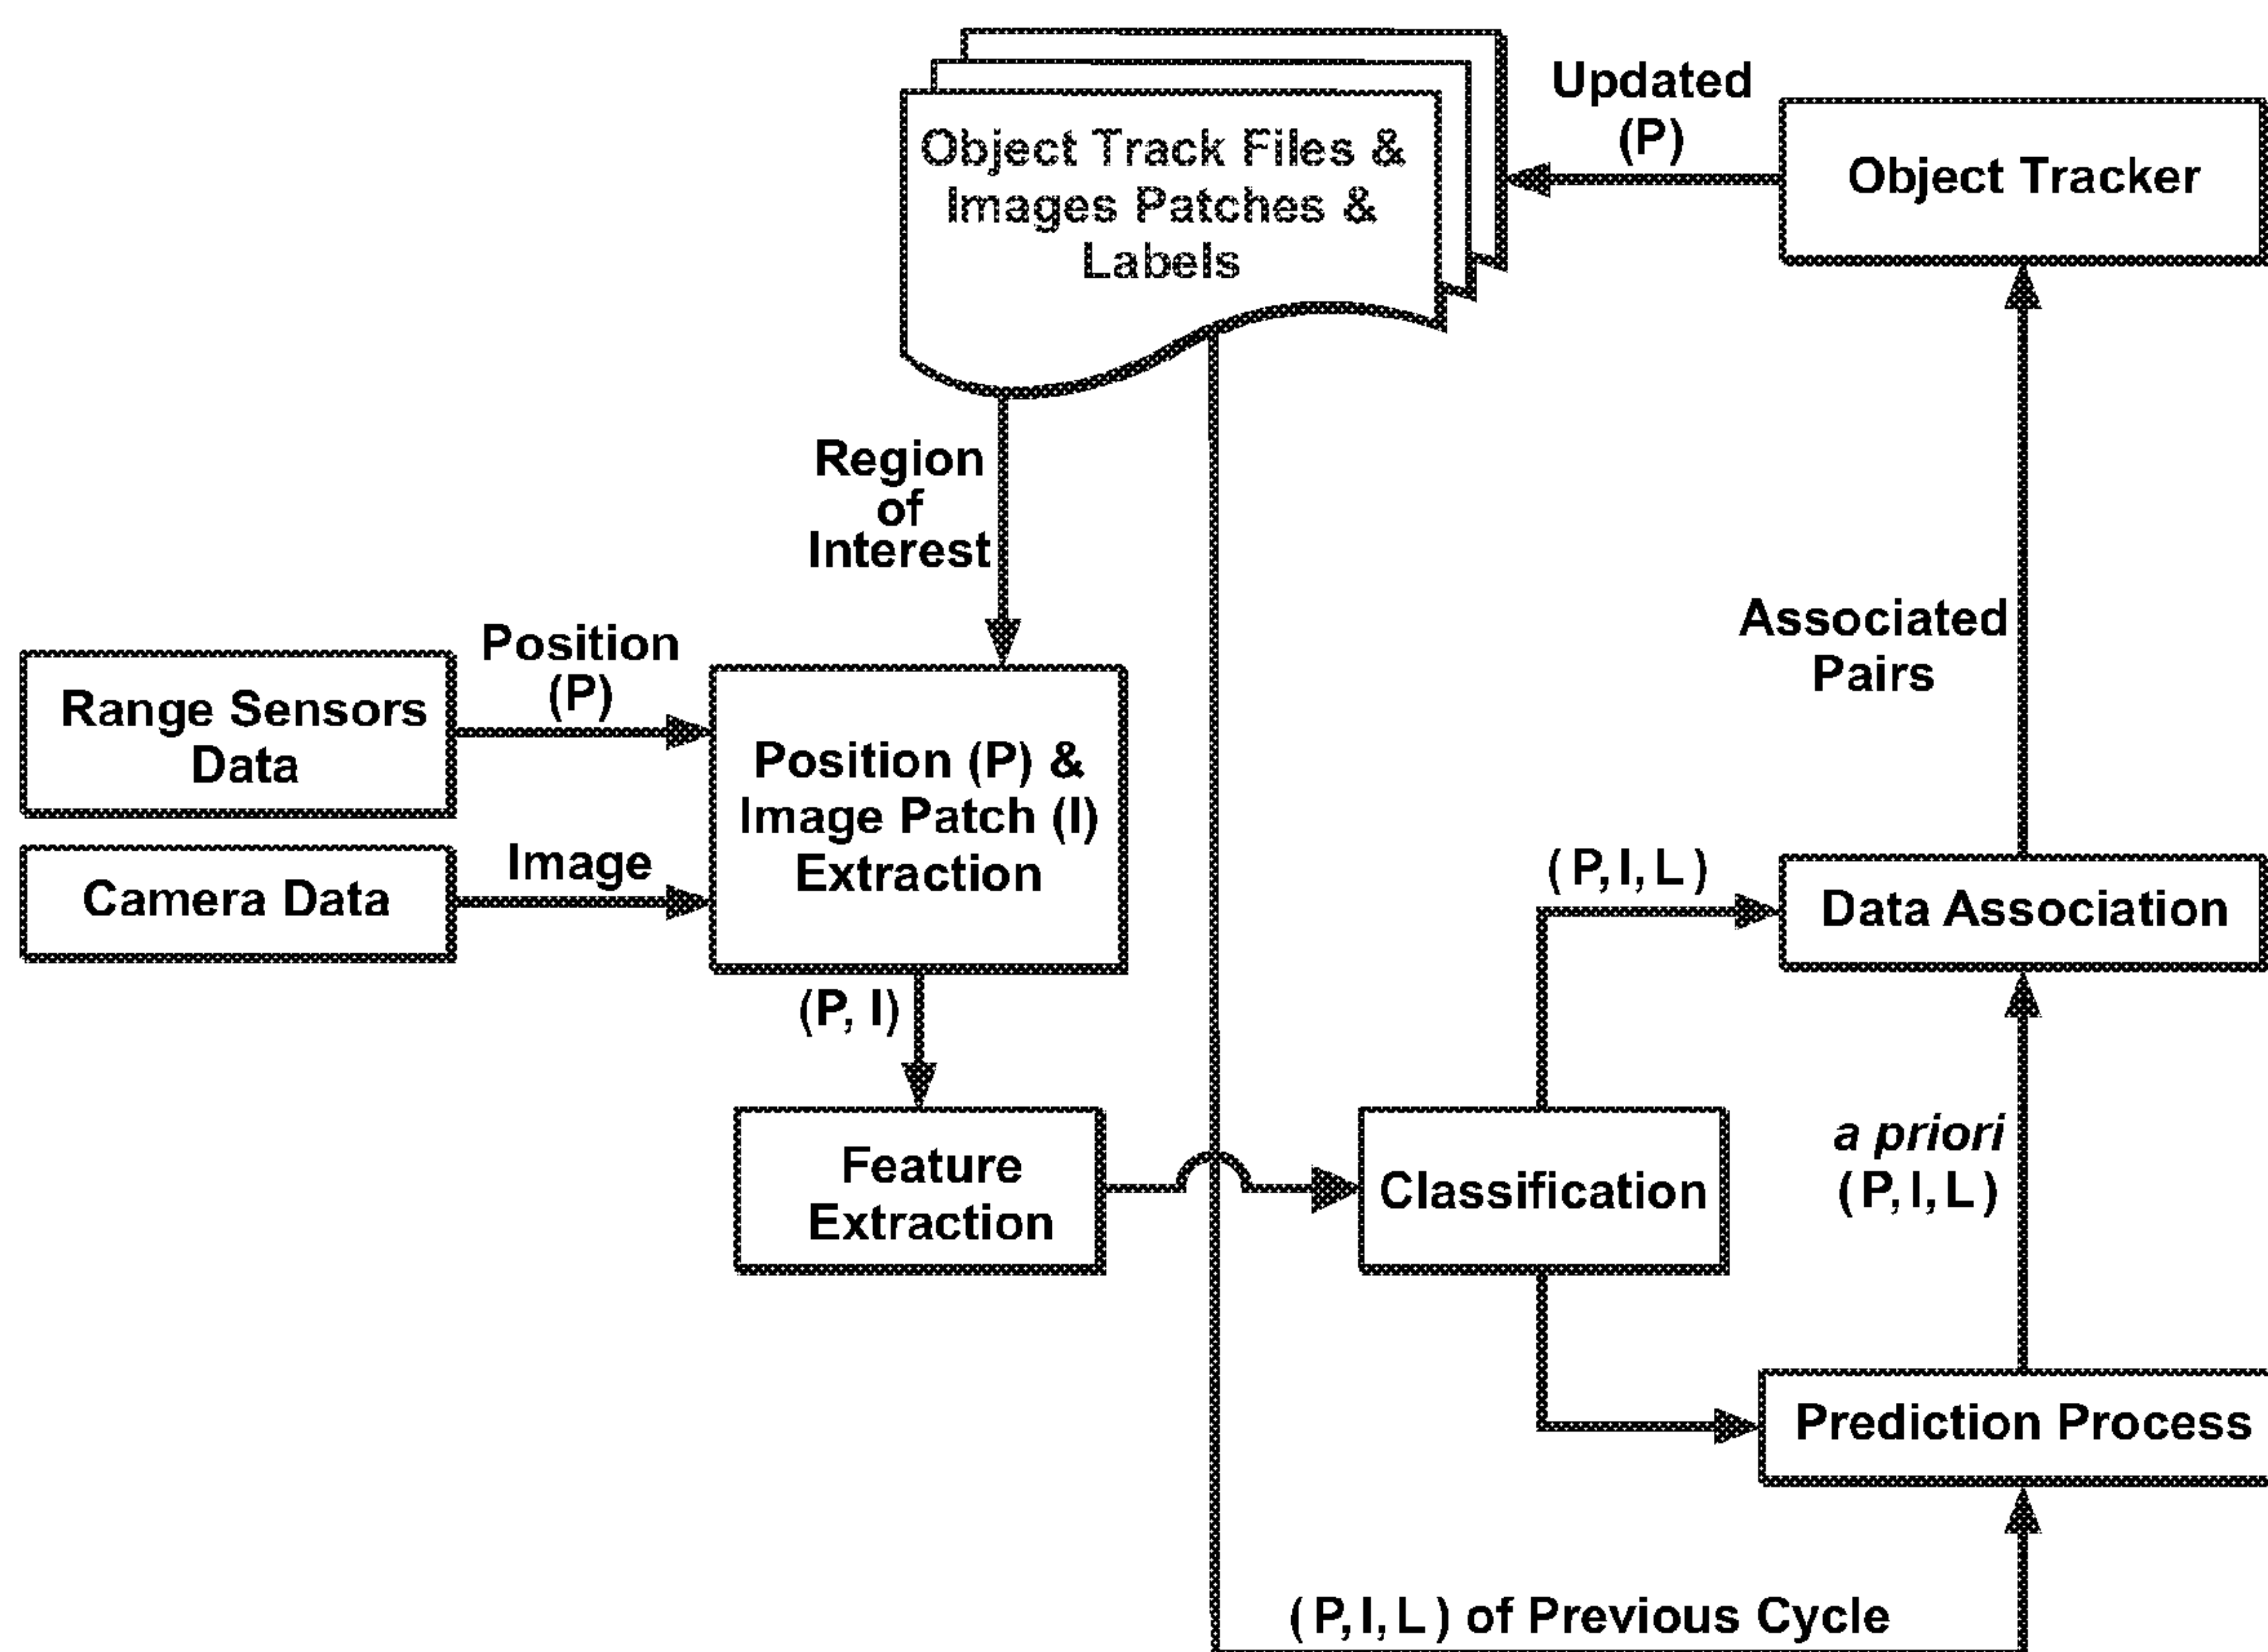 Object Track Files &
Images Patches &
Labels
Updated
(P)
Object Tracker
Region
of
Interest
Associated
Pairs
Range Sensors
Data
Position
(P)
Position (P) &
Image Patch (I)
Extraction
Camera Data
Image
(P, I)
(P, I, L)
Data Association
Feature
Extraction
Classification
a priori
(P, I, L)
Prediction Process
(P, I, L) of Previous Cycle